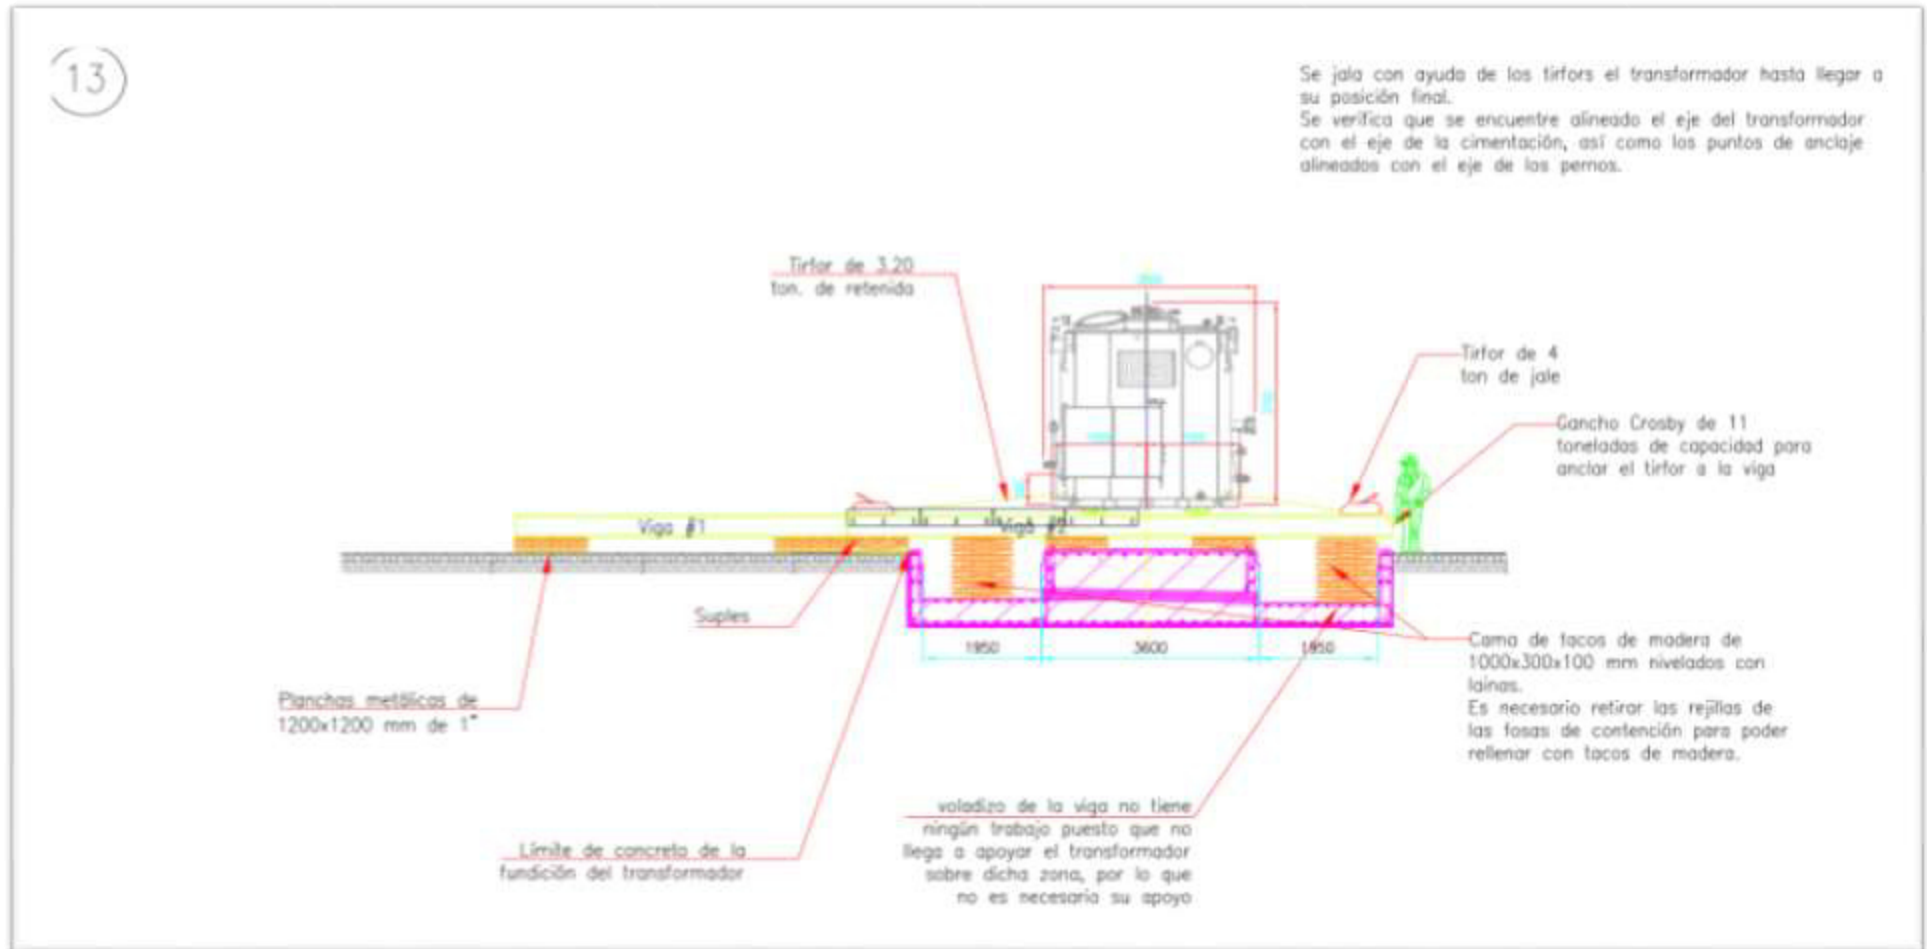 13
Se jala con ayuda de los tirfors el transformador hasta llegar a
su posición final.
Se verifica que se encuentre alineado el eje del transformador
con el eje de la cimentación, así como los puntos de anclaje
alineados con el eje de los pernos.
Tirfor de 3.20
ton. de retenida
Tirfor de 4
ton de jale
Gancho Crosby de 11
toneladas de capacidad para
anclar el tirfor a la viga
Viga #1
Viga #2
Suples
1950
3600
1950
Cama de tacos de madera de
1000x300x100 mm nivelados con
lainas.
Es necesario retirar las rejillas de
las fosas de contención para poder
rellenar con tacos de madera.
Planchas metálicas de
1200x1200 mm de 1"
Límite de concreto de la
fundición del transformador
voladizo de la viga no tiene
ningún trabajo puesto que no
llega a apoyar el transformador
sobre dicha zona, por lo que
no es necesario su apoyo